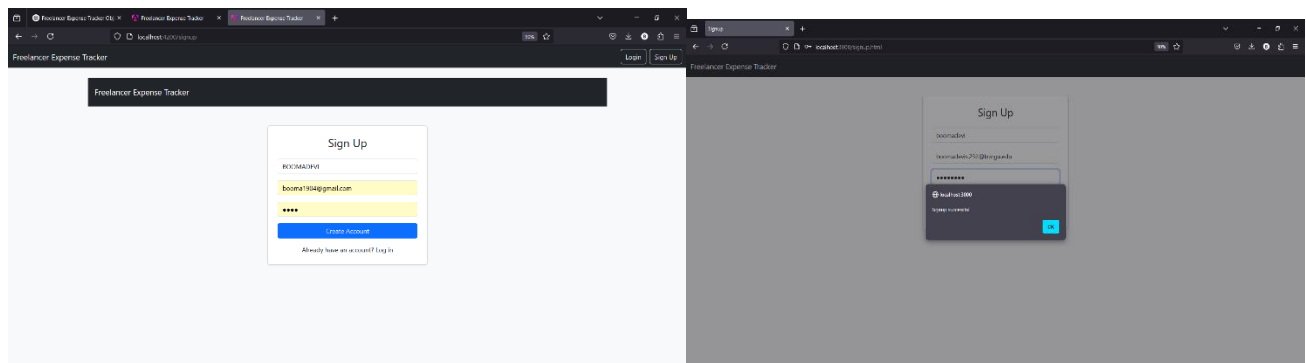 Freelancer Expense Tracker Obj
Freelancer Expense Tracker
Freelancer Expense Tracker
localhost:4200/signup
Freelancer Expense Tracker
Login
Sign Up
Freelancer Expense Tracker
Sign Up
BOOMADEVI
booma1984@gmail.com
Create Account
Already have an account? Log in
Signup
localhost:3000/signup.html
Freelancer Expense Tracker
Sign Up
boomadevi
localhost:3000
Signup successful
OK